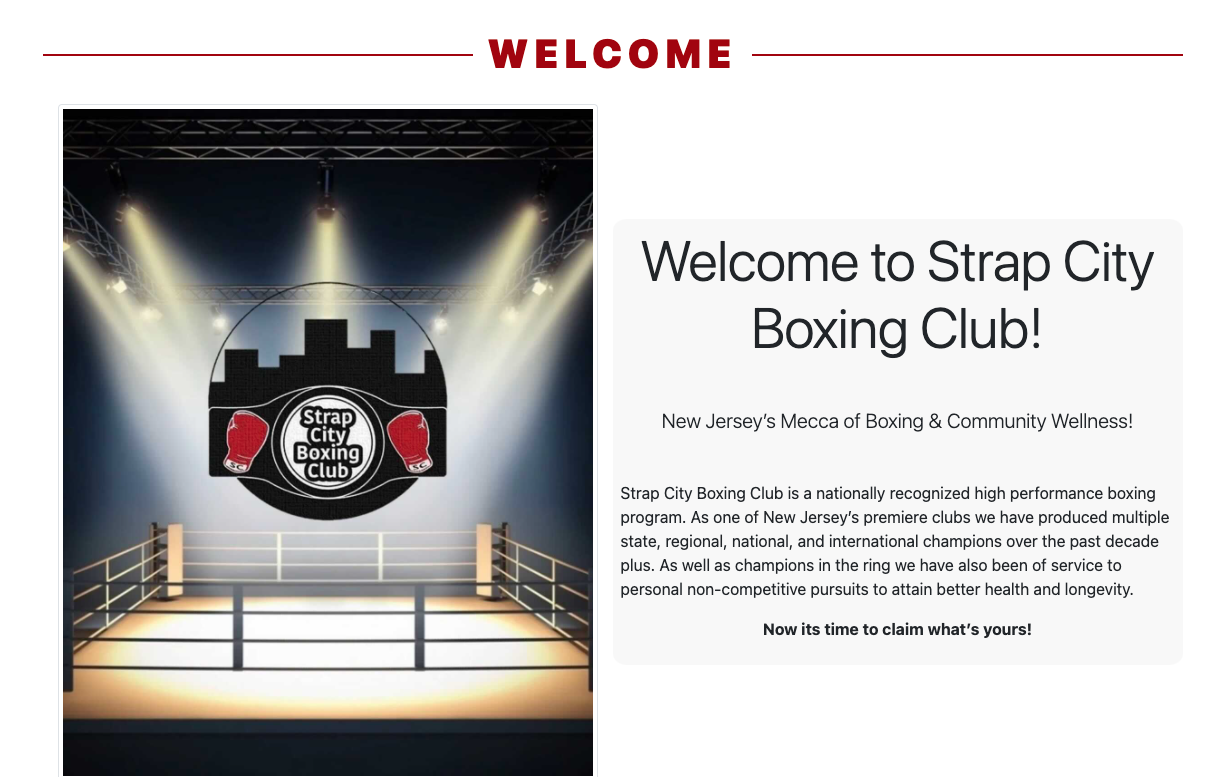 WELCOME
Strap
City
Boxing
Club
SC
SC
Welcome to Strap City
Boxing Club!
New Jersey’s Mecca of Boxing & Community Wellness!
Strap City Boxing Club is a nationally recognized high performance boxing
program. As one of New Jersey’s premiere clubs we have produced multiple
state, regional, national, and international champions over the past decade
plus. As well as champions in the ring we have also been of service to
personal non-competitive pursuits to attain better health and longevity.
Now its time to claim what’s yours!